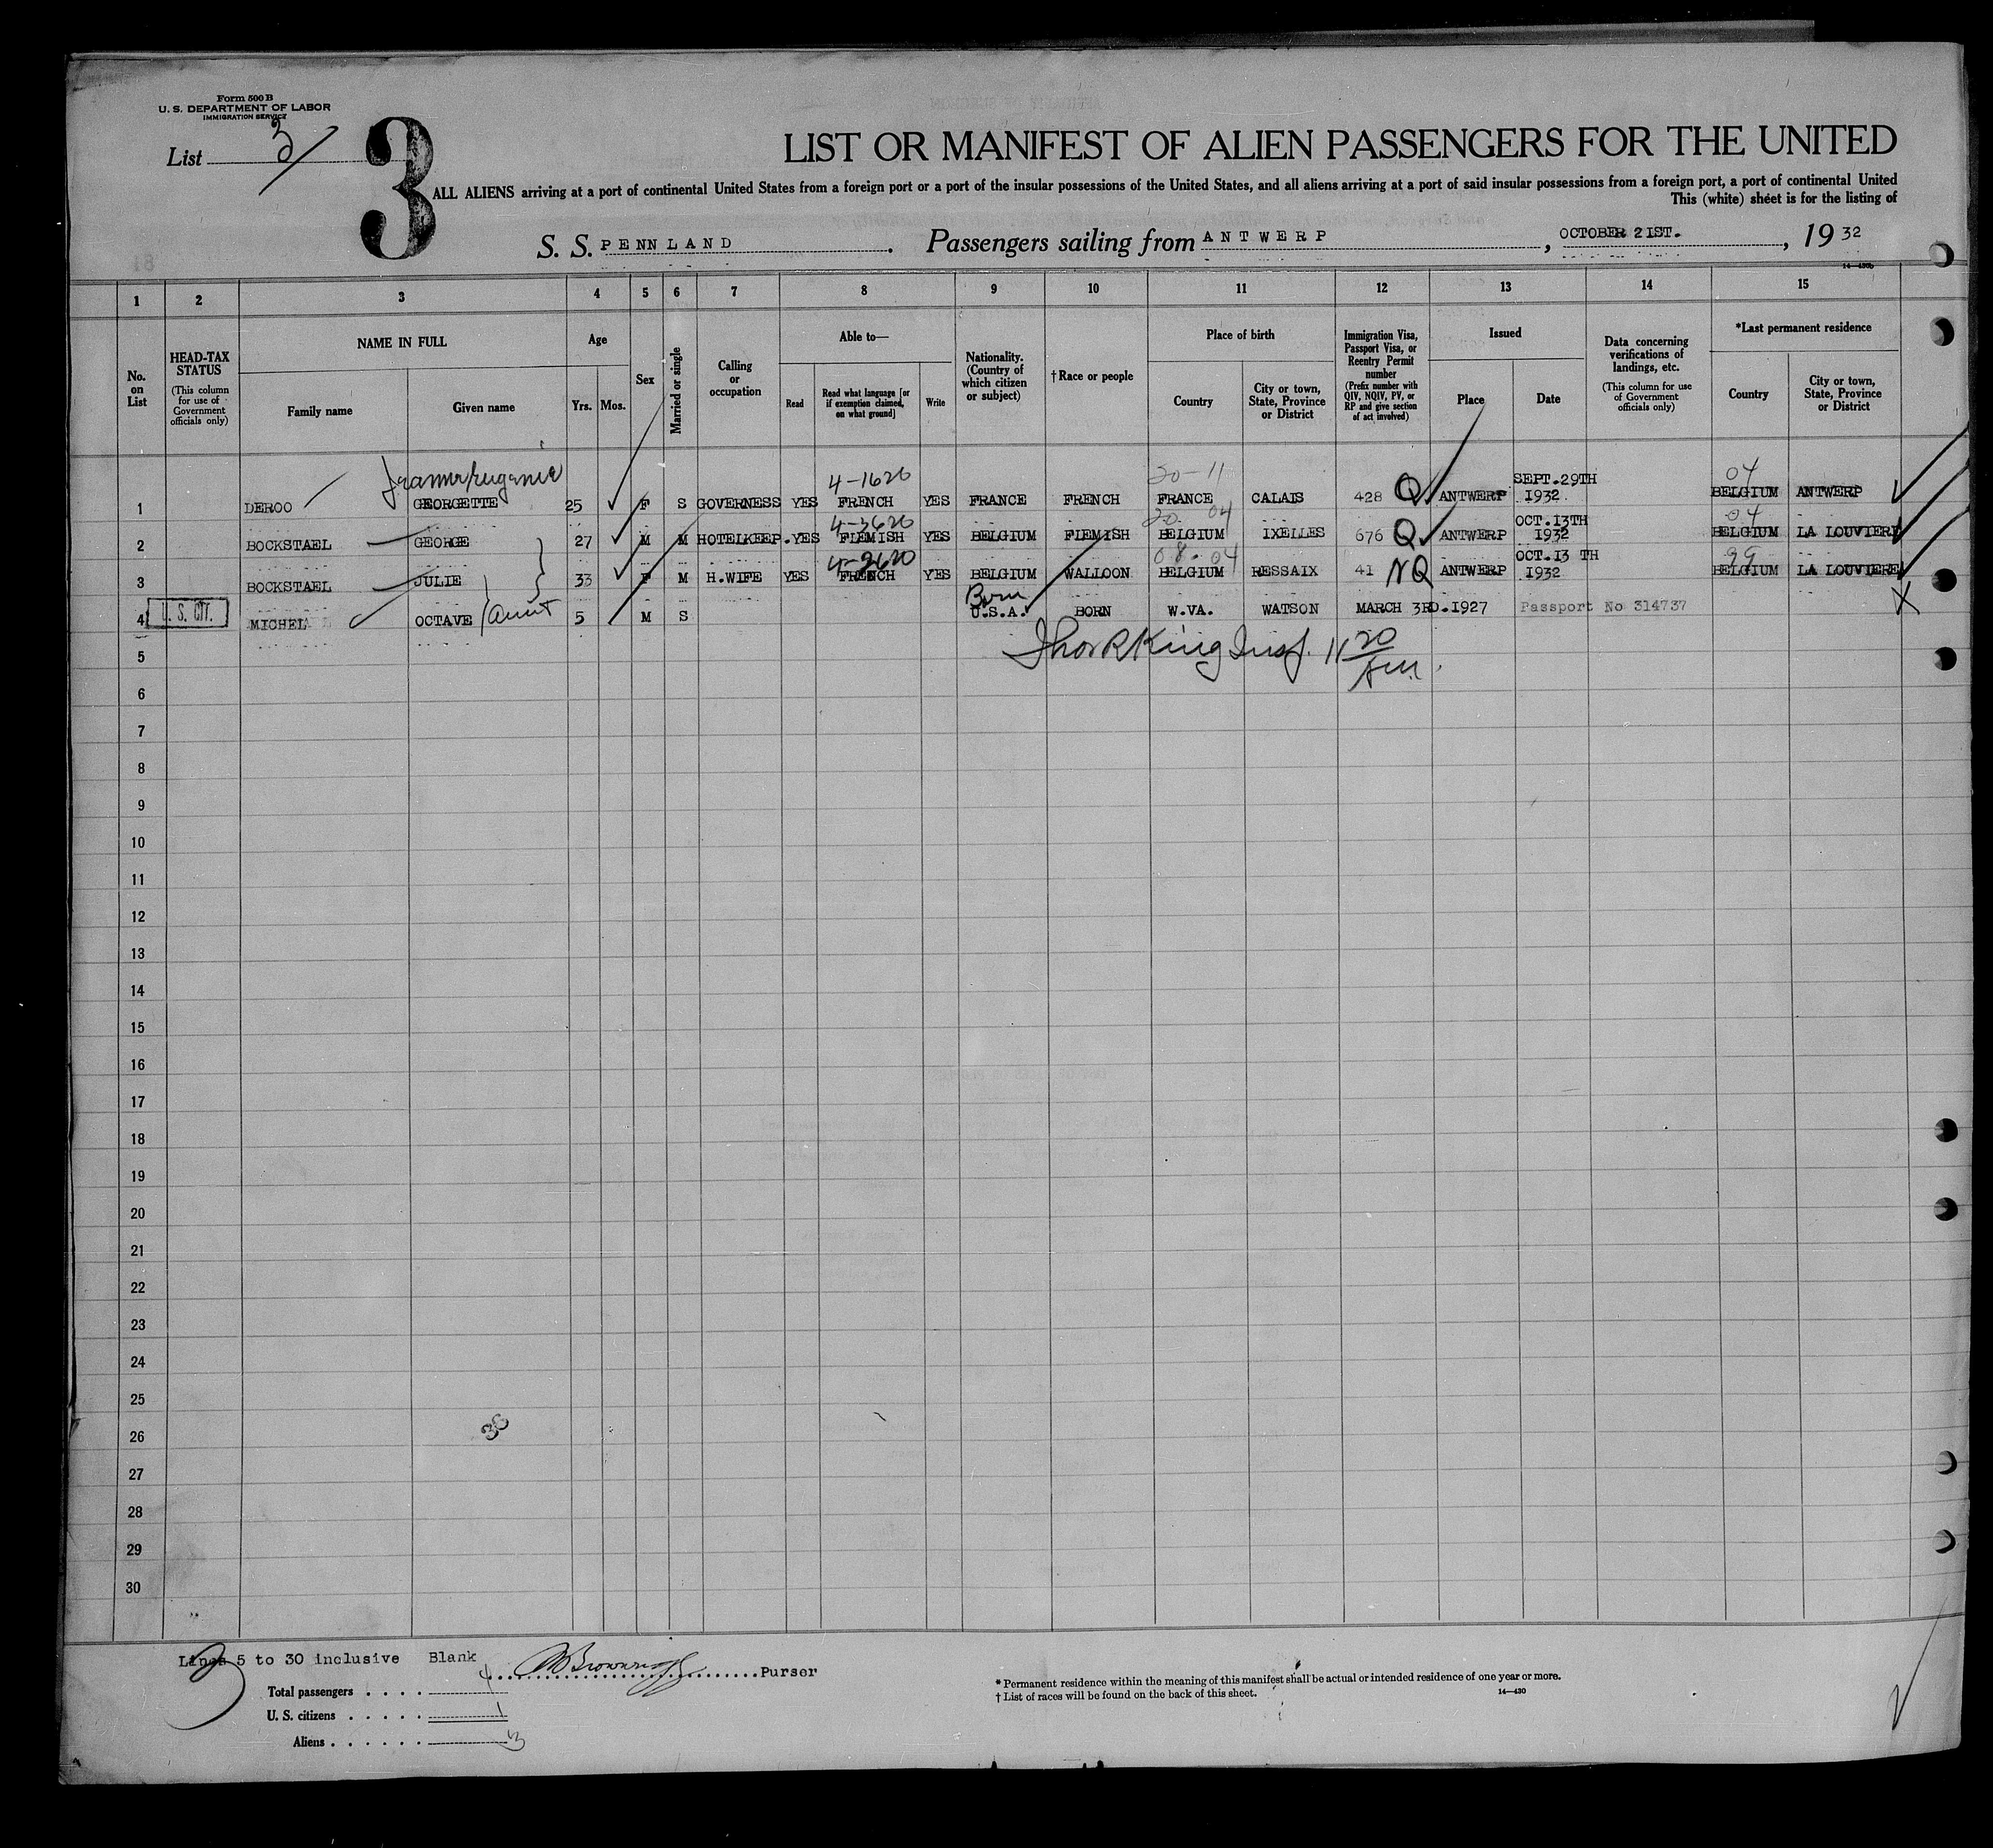 Form 500 B
U. S. DEPARTMENT OF LABOR
IMMIGRATION SERVICE
List 3
3
LIST OR MANIFEST OF ALIEN PASSENGERS FOR THE UNITED
ALL ALIENS arriving at a port of continental United States from a foreign port or a port of the insular possessions of the United States, and all aliens arriving at a port of said insular possessions from a foreign port, a port of continental United
This (white) sheet is for the listing of
S. S. PENNLAND. Passengers sailing from ANTWERP, OCTOBER 21ST., 19 32
14—430b
1 2 3 4 5 6 7 8 9 10 11 12 13 14 15
No. on List
HEAD-TAX STATUS (This column for use of Government officials only)
NAME IN FULL
Family name Given name
Age
Yrs. Mos.
Sex
Married or single
Calling or occupation
Able to—
Read Read what language [or if exemption claimed, on what ground] Write
Nationality. (Country of which citizen or subject)
†Race or people
Place of birth
Country City or town, State, Province or District
Immigration Visa, Passport Visa, or Reentry Permit number (Prefix number with QIV, NQIV, PV, or RP and give section of act involved)
Issued
Place Date
Data concerning verifications of landings, etc. (This column for use of Government officials only)
*Last permanent residence
Country City or town, State, Province or District
4-1620 20-11 04
1 DEROO GEORGETTE 25 F S GOVERNESS YES FRENCH YES FRANCE FRENCH FRANCE CALAIS 428 Q ANTWERP SEPT.29TH 1932. BELGIUM ANTWERP
4-3620 20 04 04
2 BOCKSTAEL GEORGE 27 M M HOTELKEEP. YES FLEMISH YES BELGIUM FLEMISH BELGIUM IXELLES 676 Q ANTWERP OCT.13TH 1932 BELGIUM LA LOUVIERE
08-04 99
3 BOCKSTAEL JULIE 33 F M H.WIFE YES FRENCH YES BELGIUM WALLOON BELGIUM RESSAIX 41 NQ ANTWERP OCT.13 TH 1932 BELGIUM LA LOUVIERE
Born
4 U. S. CIT. MICHEL OCTAVE Aunt 5 M S U.S.A. BORN W.VA. WATSON MARCH 3RD.1927 Passport No 314737 X
King Insp. 11 20 Am.
5
6
7
8
9
10
11
12
13
14
15
16
17
18
19
20
21
22
23
24
25
26
27
28
29
30
Lines 5 to 30 inclusive Blank Purser
Total passengers 4
U. S. citizens 1
Aliens 3
* Permanent residence within the meaning of this manifest shall be actual or intended residence of one year or more.
† List of races will be found on the back of this sheet.
14—430